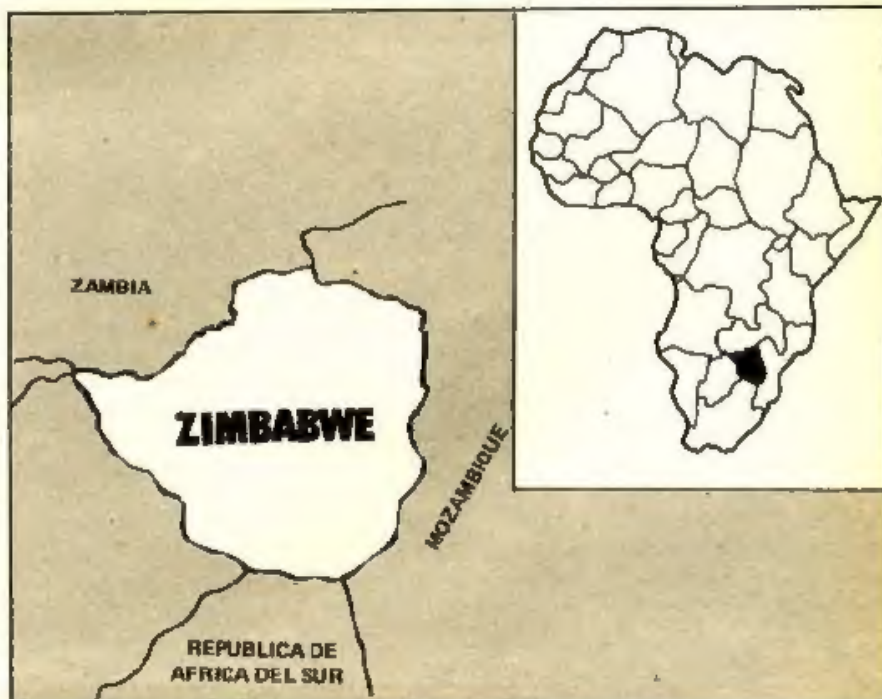 ZAMBIA
ZIMBABWE
MOZAMBIQUE
REPUBLICA DE
AFRICA DEL SUR